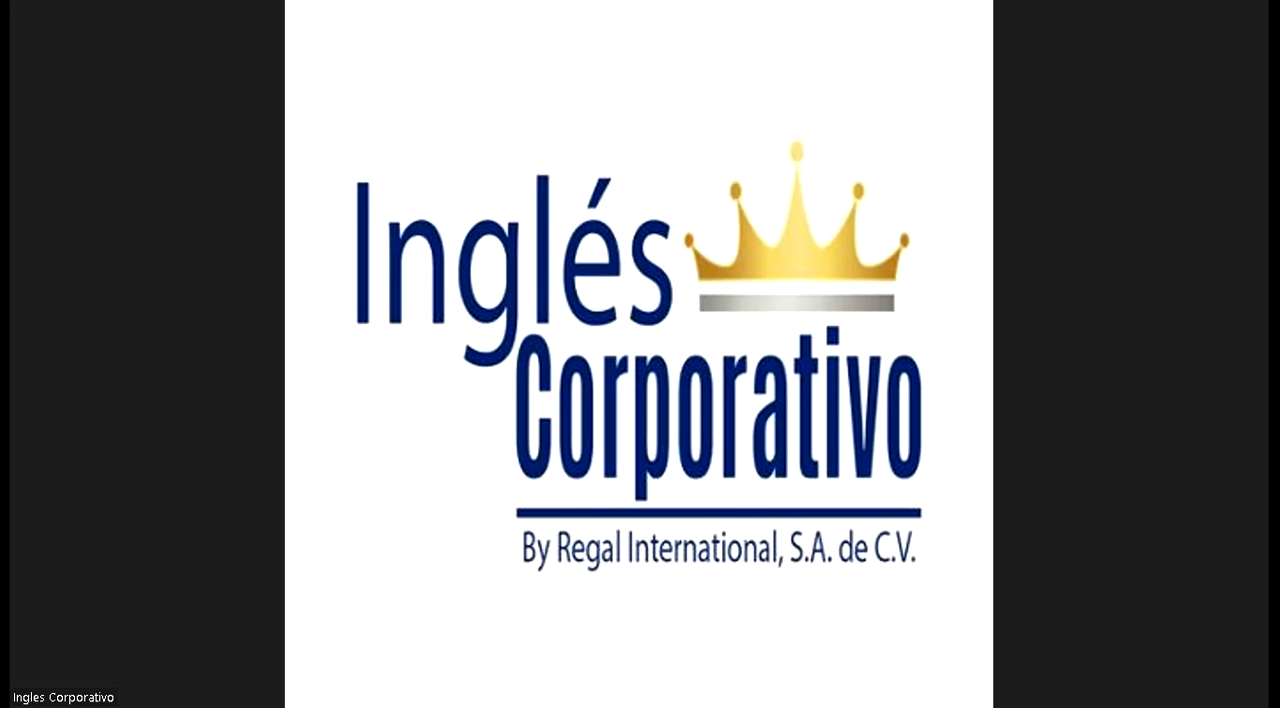 Inglés
Corporativo
By Regal International, S.A. de C.V.
Ingles Corporativo